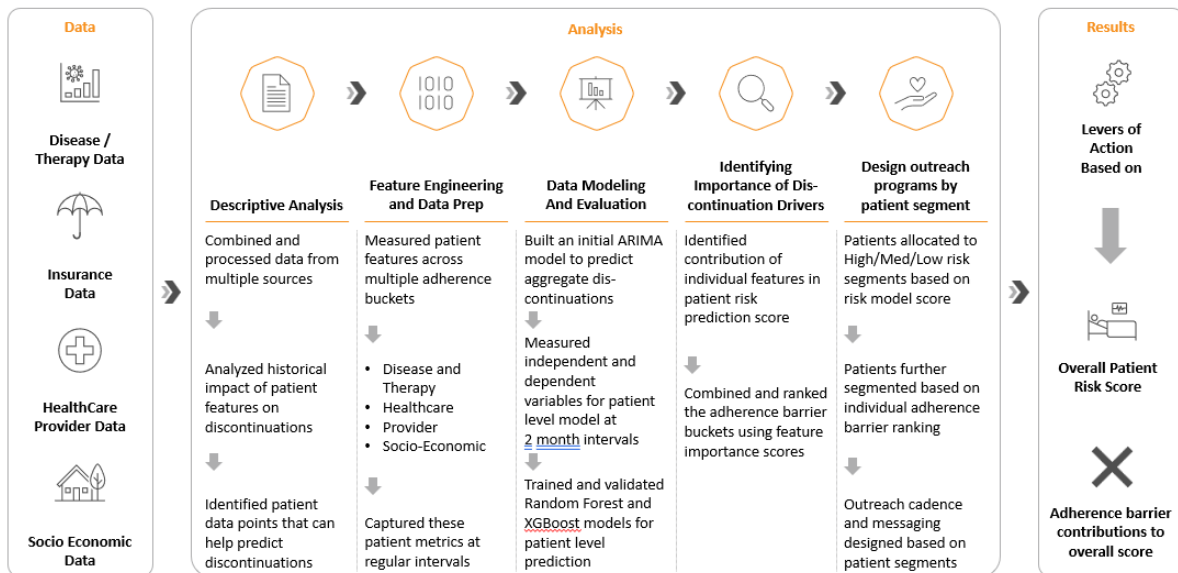 Data
Disease /
Therapy Data
Insurance
Data
HealthCare
Provider Data
Socio Economic
Data
Analysis
1010
1010
Descriptive Analysis
Combined and
processed data from
multiple sources
Analyzed historical
impact of patient
features on
discontinuations
Identified patient
data points that can
help predict
discontinuations
Feature Engineering
and Data Prep
Measured patient
features across
multiple adherence
buckets
• Disease and
Therapy
• Healthcare
• Provider
• Socio-Economic
Captured these
patient metrics at
regular intervals
Data Modeling
And Evaluation
Built an initial ARIMA
model to predict
aggregate dis-
continuations
Measured
independent and
dependent
variables for patient
level model at
2 month intervals
Trained and validated
Random Forest and
XGBoost models for
patient level
prediction
Identifying
Importance of Dis-
continuation Drivers
Identified
contribution of
individual features in
patient risk
prediction score
Combined and ranked
the adherence barrier
buckets using feature
importance scores
Design outreach
programs by
patient segment
Patients allocated to
High/Med/Low risk
segments based on
risk model score
Patients further
segmented based on
individual adherence
barrier ranking
Outreach cadence
and messaging
designed based on
patient segments
Results
Levers of
Action
Based on
Overall Patient
Risk Score
Adherence barrier
contributions to
overall score